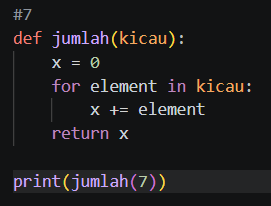 #7
def jumlah(kicau):
    x = 0
    for element in kicau:
        x += element
    return x

print(jumlah(7))